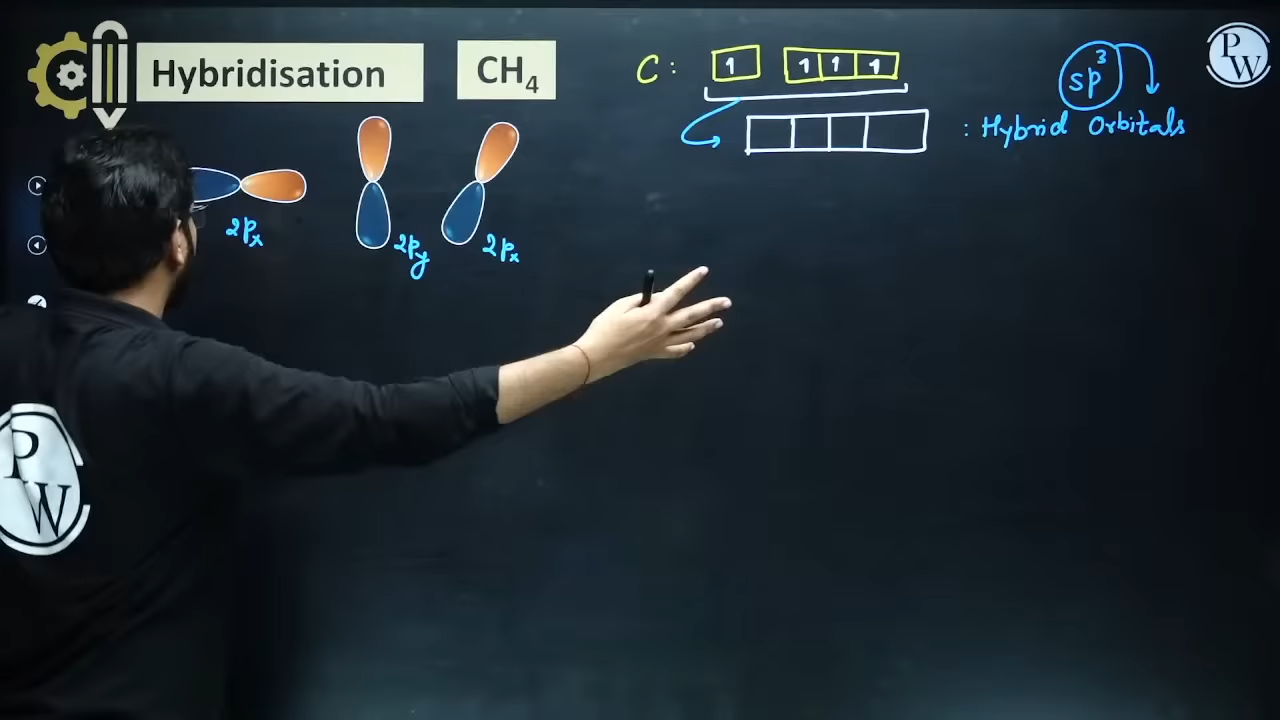 Hybridisation
CH4
C: 1 1 1 1
sp3
: Hybrid Orbitals
2px
2py
2px
PW
PW